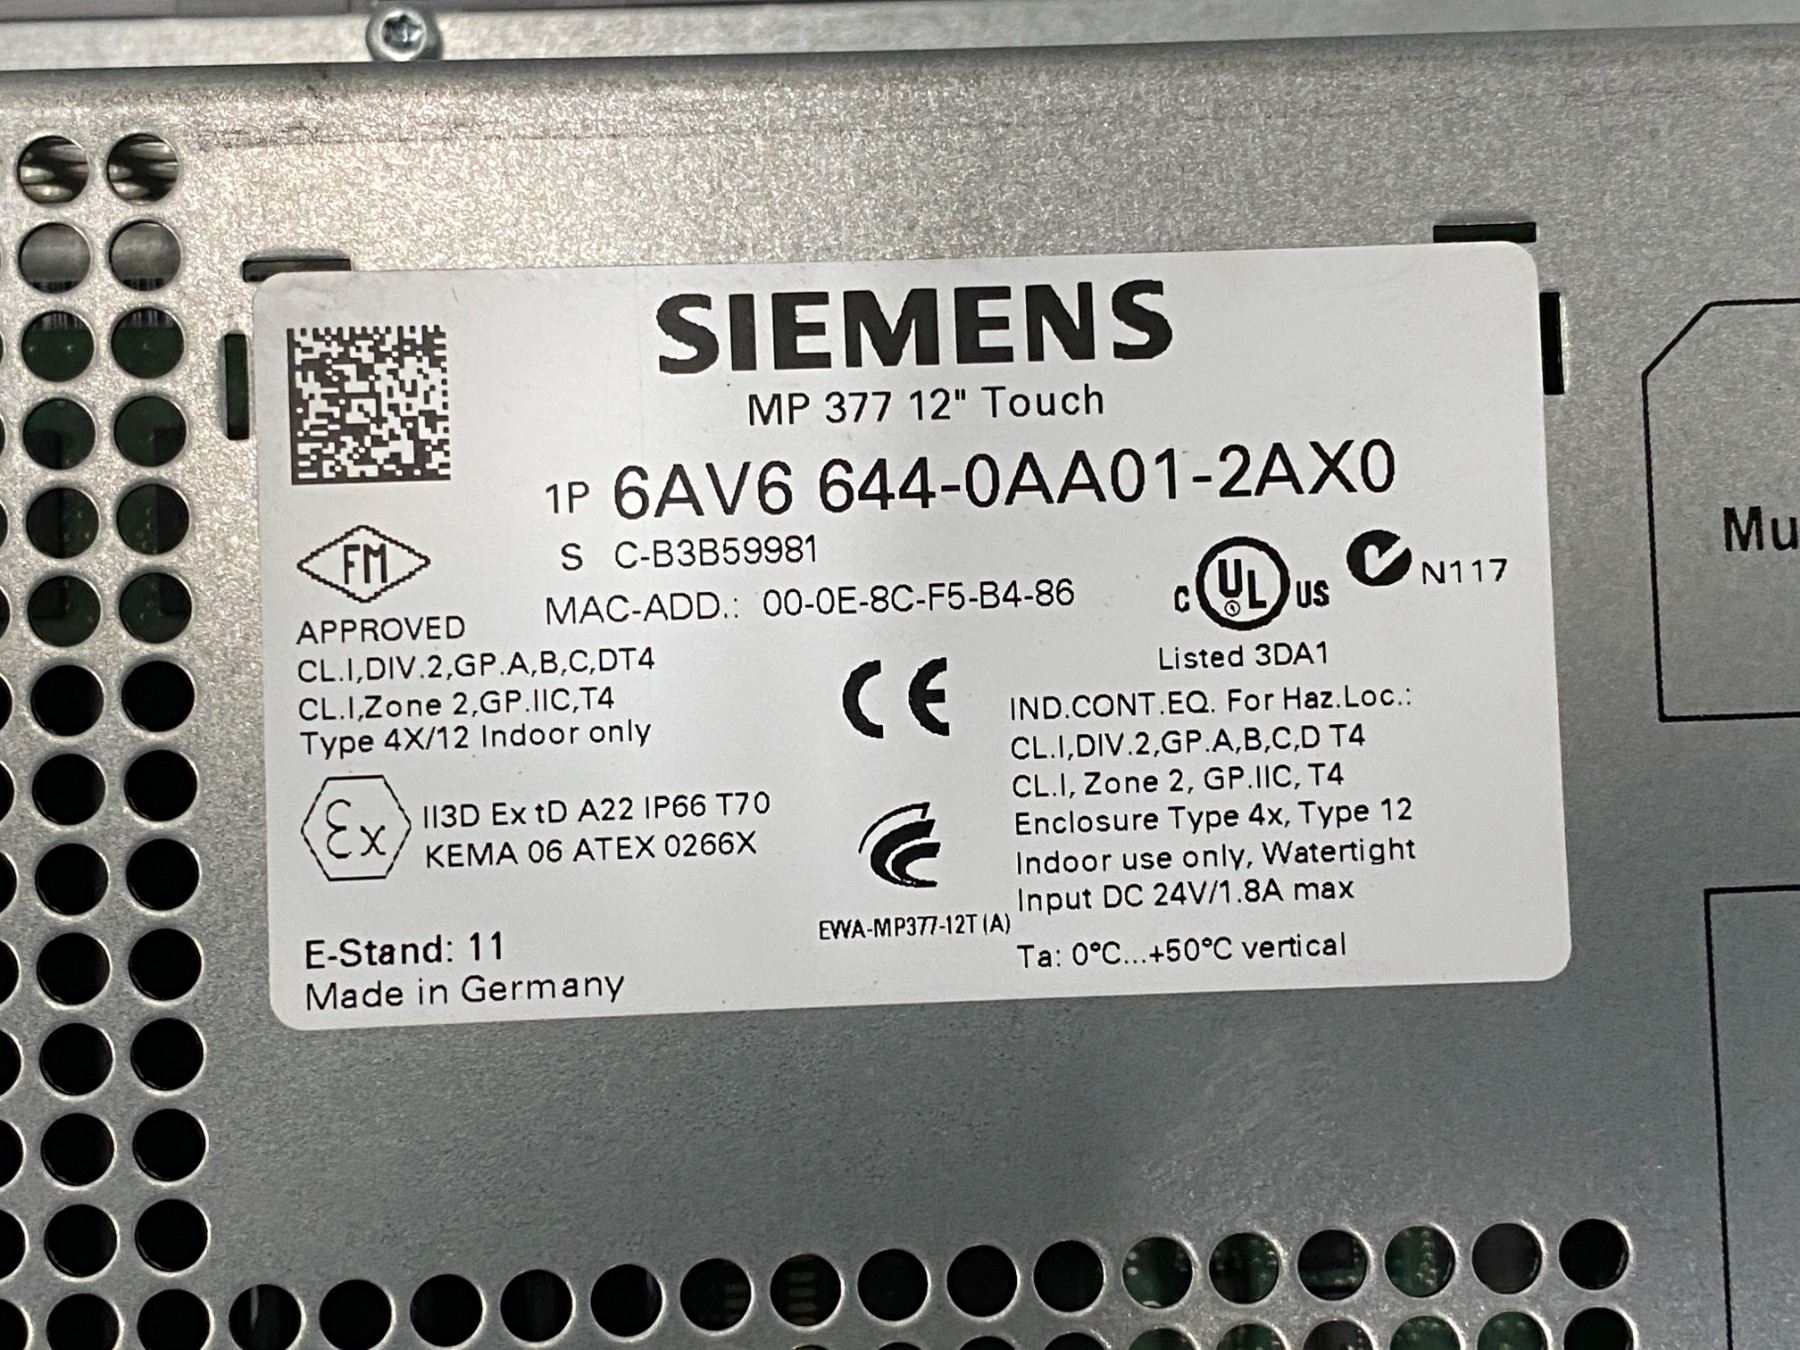 SIEMENS
MP 377 12" Touch
1P 6AV6 644-0AA01-2AX0
S C-B3B59981
MAC-ADD.: 00-0E-8C-F5-B4-86
FM
APPROVED
CL.I,DIV.2,GP.A,B,C,DT4
CL.I,Zone 2,GP.IIC,T4
Type 4X/12 Indoor only
Ex
II3D Ex tD A22 IP66 T70
KEMA 06 ATEX 0266X
E-Stand: 11
Made in Germany
CE
EWA-MP377-12T(A)
C UL US
N117
Listed 3DA1
IND.CONT.EQ. For Haz.Loc.:
CL.I,DIV.2,GP.A,B,C,D T4
CL.I, Zone 2, GP.IIC, T4
Enclosure Type 4x, Type 12
Indoor use only, Watertight
Input DC 24V/1.8A max
Ta: 0°C...+50°C vertical
Mu